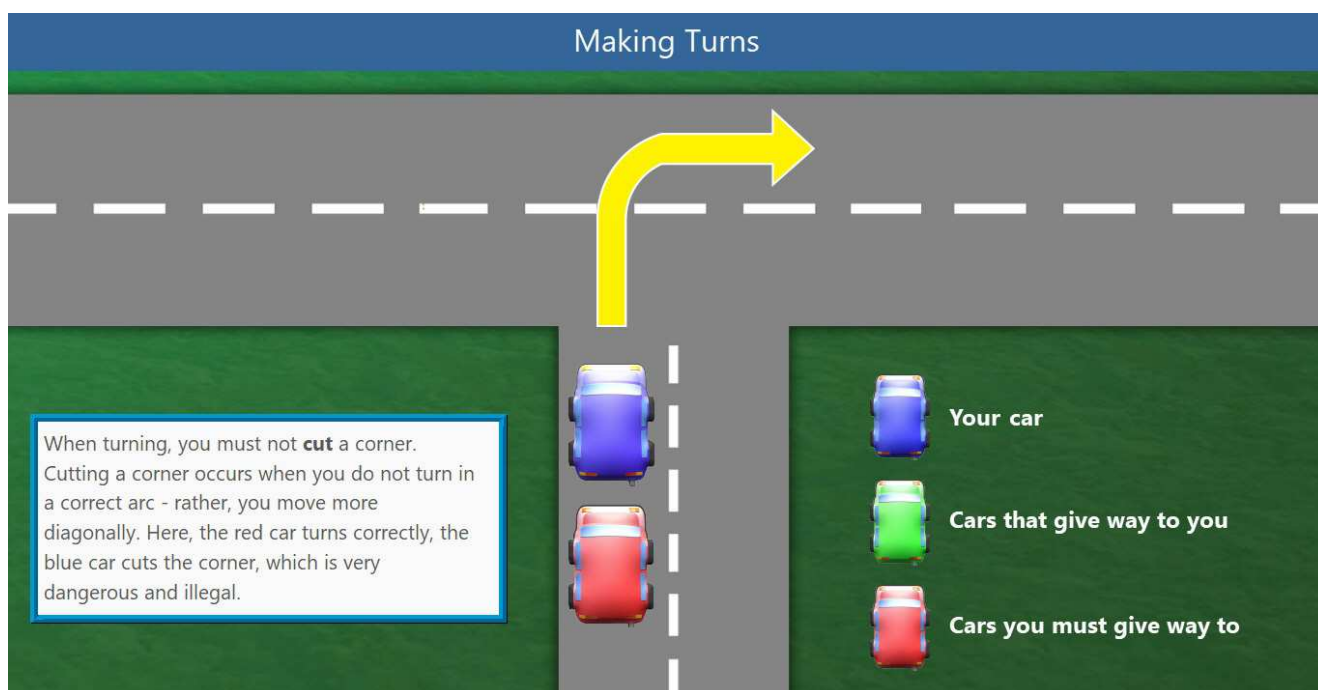 Making Turns
When turning, you must not cut a corner.
Cutting a corner occurs when you do not turn in
a correct arc - rather, you move more
diagonally. Here, the red car turns correctly, the
blue car cuts the corner, which is very
dangerous and illegal.
Your car
Cars that give way to you
Cars you must give way to